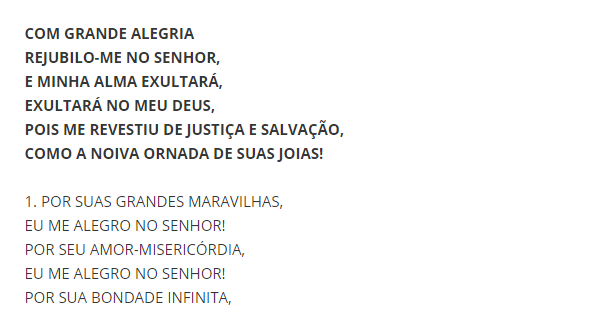 COM GRANDE ALEGRIA
REJUBILO-ME NO SENHOR,
E MINHA ALMA EXULTARÁ,
EXULTARÁ NO MEU DEUS,
POIS ME REVESTIU DE JUSTIÇA E SALVAÇÃO,
COMO A NOIVA ORNADA DE SUAS JOIAS!
1. POR SUAS GRANDES MARAVILHAS,
EU ME ALEGRO NO SENHOR!
POR SEU AMOR-MISERICÓRDIA,
EU ME ALEGRO NO SENHOR!
POR SUA BONDADE INFINITA,